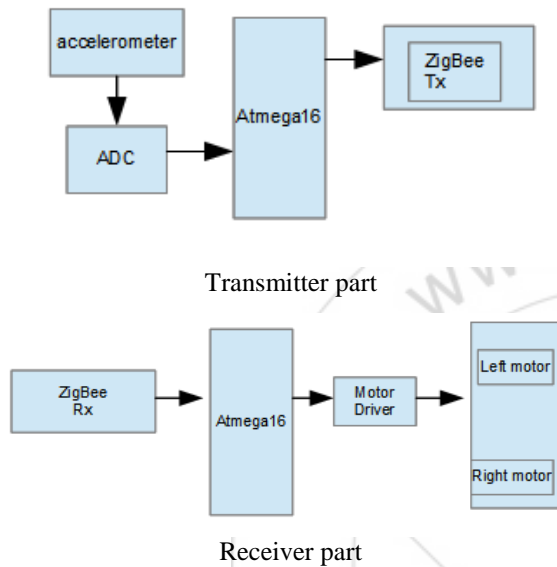 accelerometer
ADC
Atmega16
ZigBee
Tx
Transmitter part
ZigBee
Rx
Atmega16
Motor
Driver
Left motor
Right motor
Receiver part